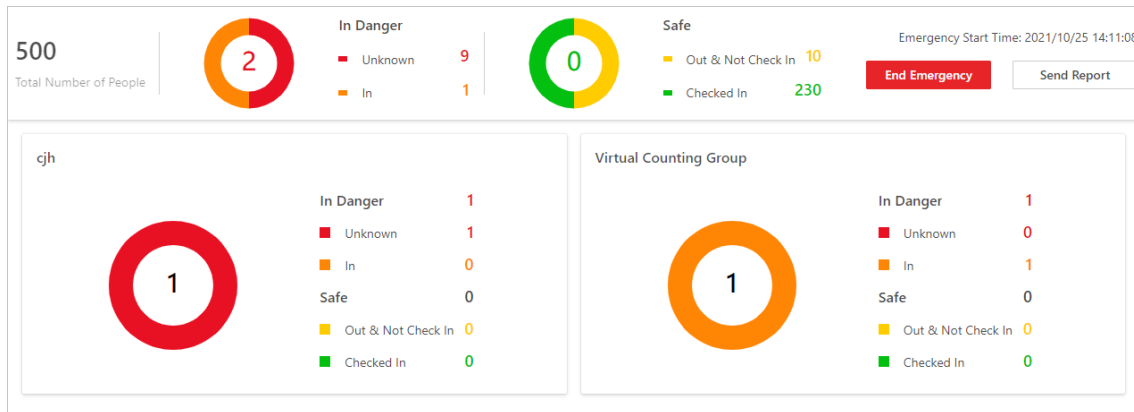 500
Total Number of People
2
In Danger
Unknown 9
In 1
0
Safe
Out & Not Check In 10
Checked In 230
Emergency Start Time: 2021/10/25 14:11:08
End Emergency
Send Report
cjh
1
In Danger 1
Unknown 1
In 0
Safe 0
Out & Not Check In 0
Checked In 0
Virtual Counting Group
1
In Danger 1
Unknown 0
In 1
Safe 0
Out & Not Check In 0
Checked In 0